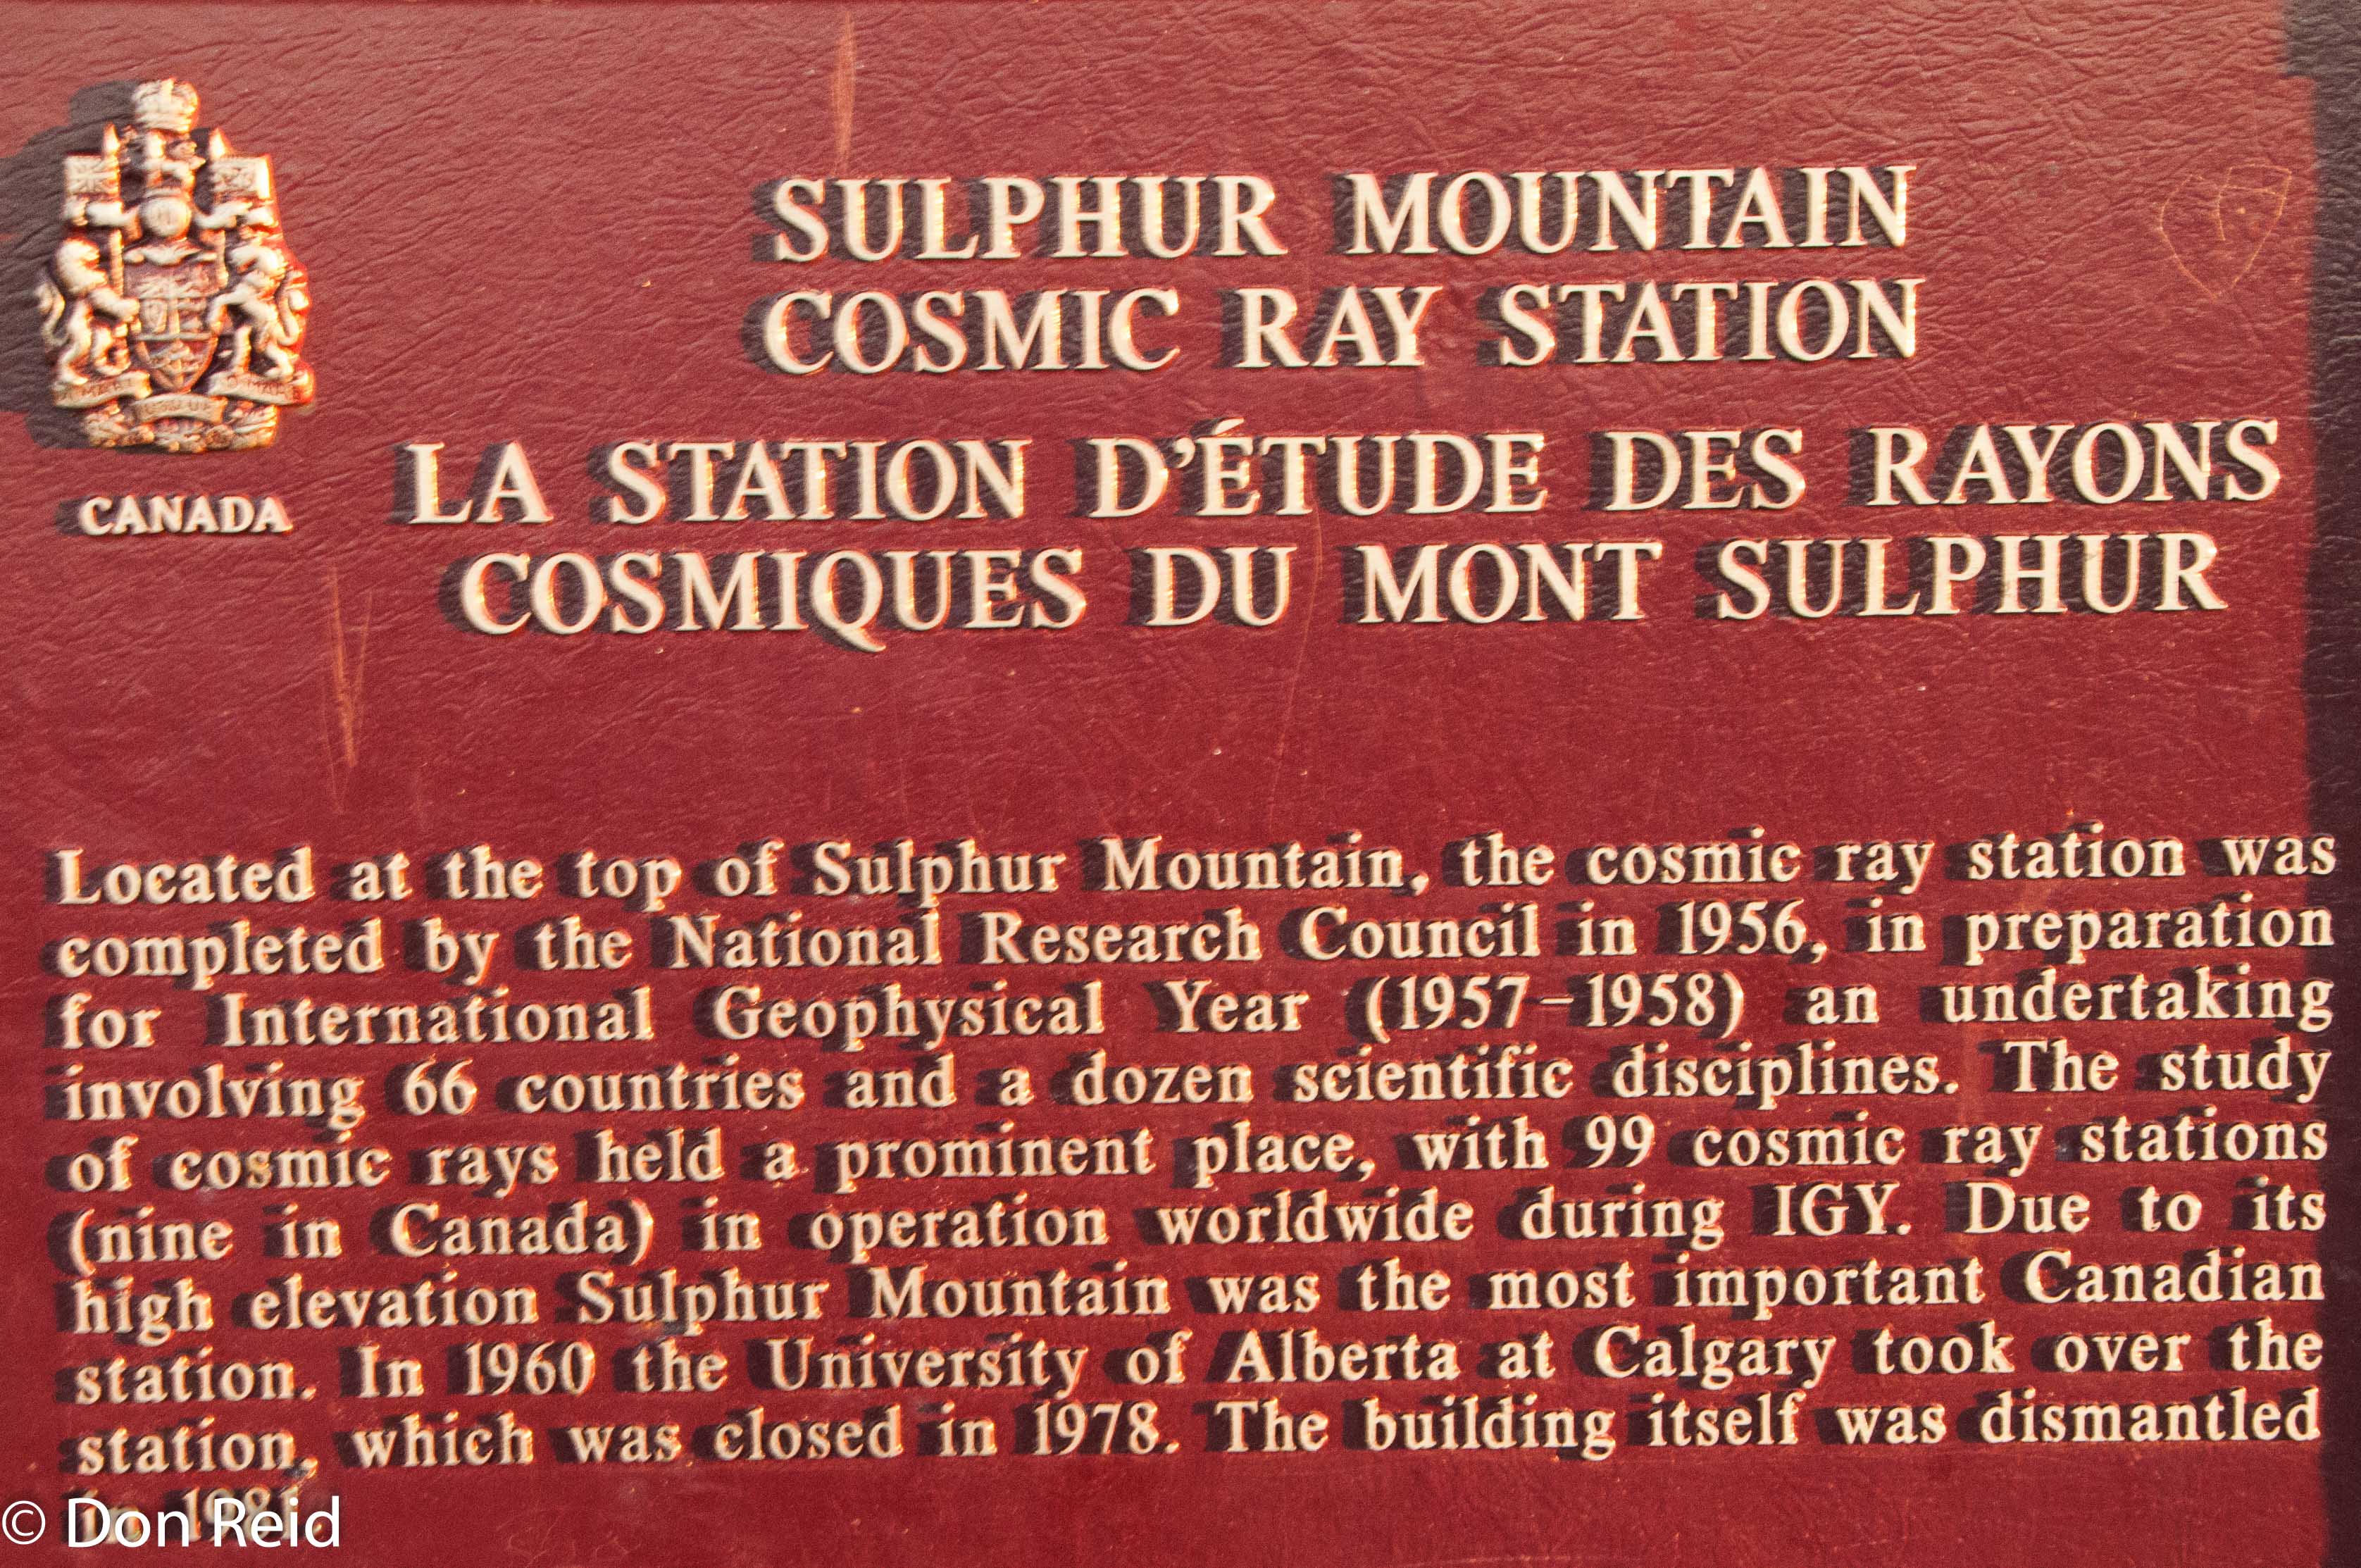 SULPHUR MOUNTAIN
COSMIC RAY STATION
LA STATION D'ÉTUDE DES RAYONS
COSMIQUES DU MONT SULPHUR
CANADA
Located at the top of Sulphur Mountain, the cosmic ray station was
completed by the National Research Council in 1956, in preparation
for International Geophysical Year (1957-1958) an undertaking
involving 66 countries and a dozen scientific disciplines. The study
of cosmic rays held a prominent place, with 99 cosmic ray stations
(nine in Canada) in operation worldwide during IGY. Due to its
high elevation Sulphur Mountain was the most important Canadian
station. In 1960 the University of Alberta at Calgary took over the
station, which was closed in 1978. The building itself was dismantled
in 1981.
© Don Reid